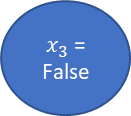 x₃ =
False